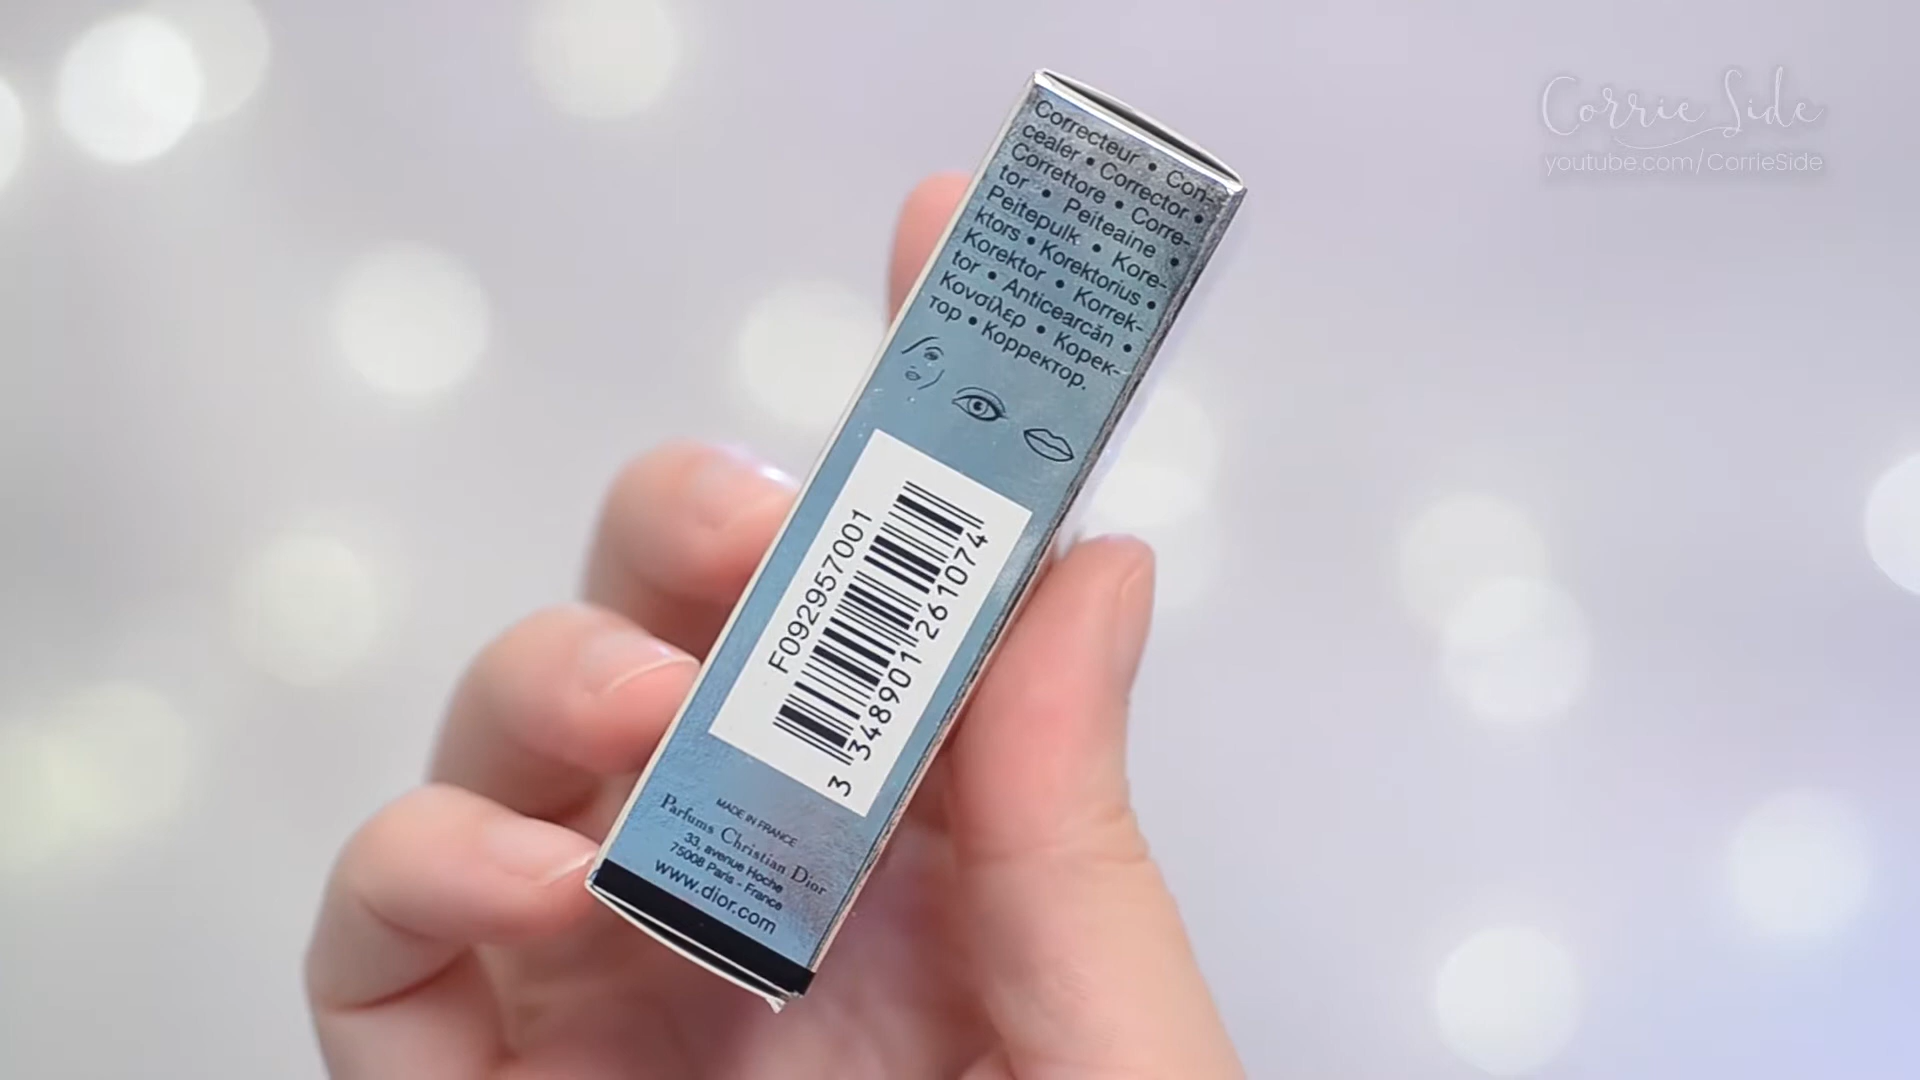 Correcteur • Con-
cealer • Corrector •
Correttore • Corre-
tor • Peiteaine •
Peitepulk • Kore-
ktors • Korektorius •
Korektor • Korrek-
tor • Anticearcăn •
Κονσίλερ • Корек-
тор • Корректор.
F092957001
3 348901 261074
MADE IN FRANCE
Parfums Christian Dior
33, avenue Hoche
75008 Paris - France
www.dior.com
Corrie Side
youtube.com/CorrieSide